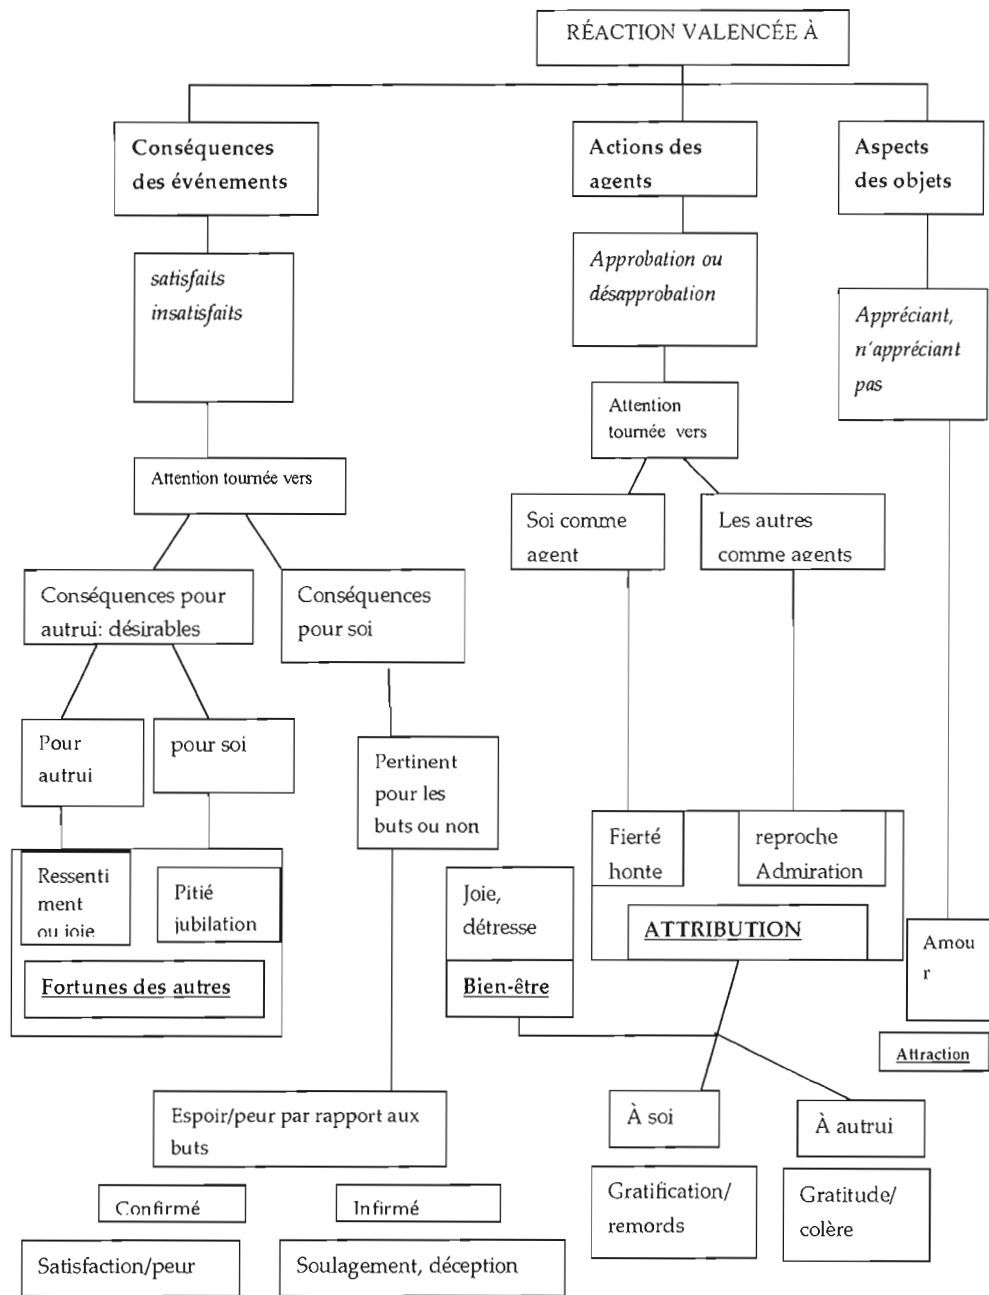 RÉACTION VALENCÉE À
Conséquences
des événements
Actions des
agents
Aspects
des objets
satisfaits
insatisfaits
Approbation ou
désapprobation
Appréciant,
n'appréciant
pas
Attention
tournée vers
Attention tournée vers
Soi comme
agent
Les autres
comme agents
Conséquences pour
autrui: désirables
Conséquences
pour soi
Pour
autrui
pour soi
Pertinent
pour les
buts ou non
Ressenti
ment
ou joie
Pitié
jubilation
Fortunes des autres
Joie,
détresse
Bien-être
Fierté
honte
reproche
Admiration
ATTRIBUTION
Amou
r
Attraction
Espoir/peur par rapport aux
buts
À soi
À autrui
Confirmé
Infirmé
Gratification/
remords
Gratitude/
colère
Satisfaction/peur
Soulagement, déception